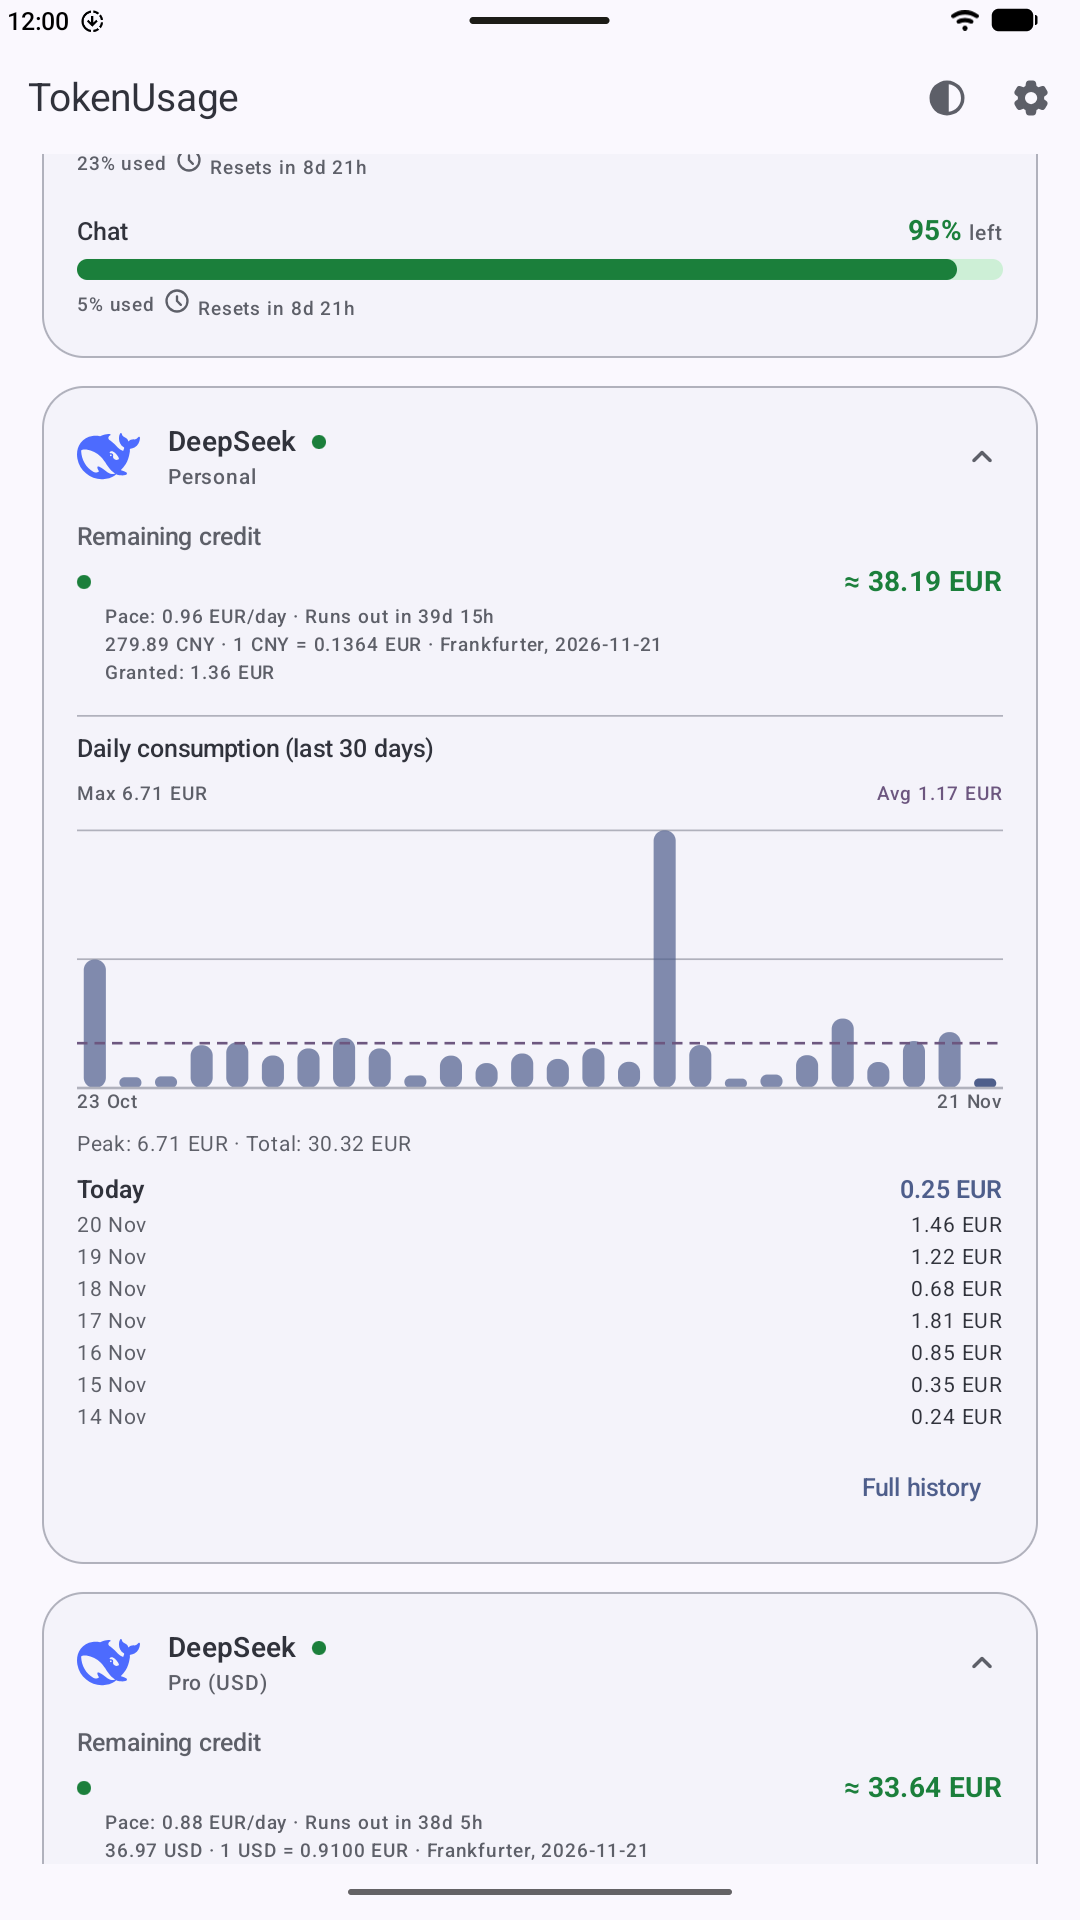 12:00
TokenUsage
23% used Resets in 8d 21h
Chat 95% left
5% used Resets in 8d 21h
DeepSeek
Personal
Remaining credit
≈ 38.19 EUR
Pace: 0.96 EUR/day · Runs out in 39d 15h
279.89 CNY · 1 CNY = 0.1364 EUR · Frankfurter, 2026-11-21
Granted: 1.36 EUR
Daily consumption (last 30 days)
Max 6.71 EUR Avg 1.17 EUR
23 Oct 21 Nov
Peak: 6.71 EUR · Total: 30.32 EUR
Today 0.25 EUR
20 Nov 1.46 EUR
19 Nov 1.22 EUR
18 Nov 0.68 EUR
17 Nov 1.81 EUR
16 Nov 0.85 EUR
15 Nov 0.35 EUR
14 Nov 0.24 EUR
Full history
DeepSeek
Pro (USD)
Remaining credit
≈ 33.64 EUR
Pace: 0.88 EUR/day · Runs out in 38d 5h
36.97 USD · 1 USD = 0.9100 EUR · Frankfurter, 2026-11-21